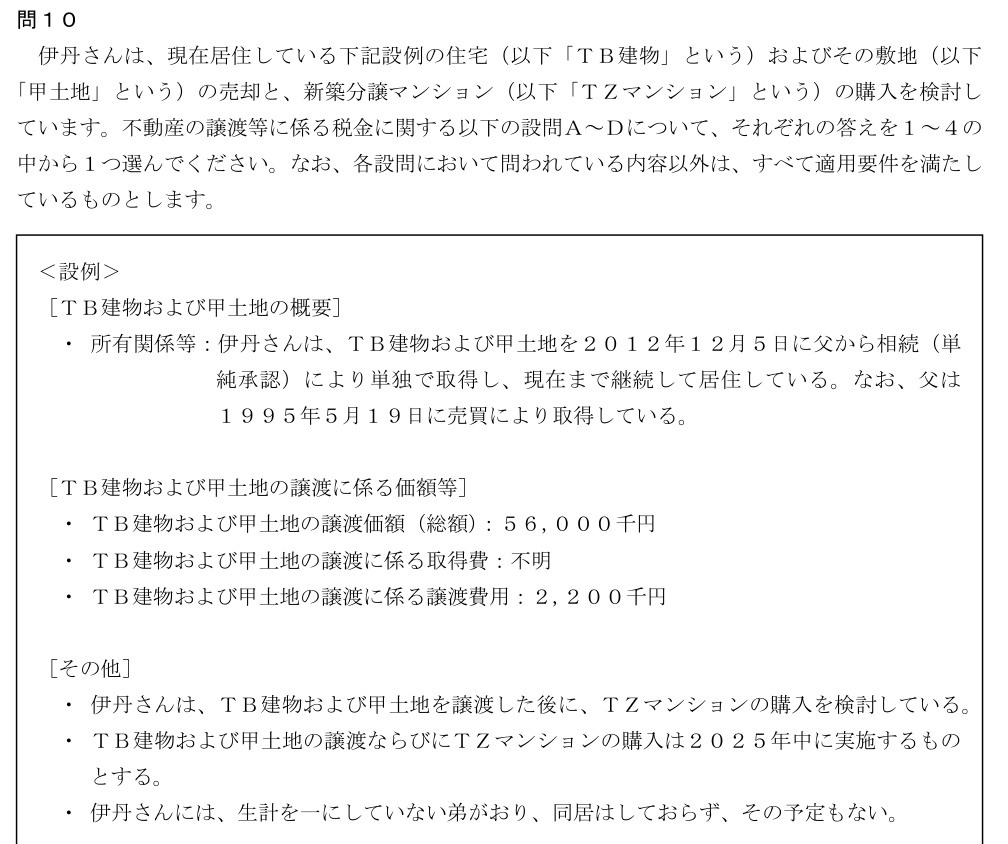 問１０
伊丹さんは、現在居住している下記設例の住宅（以下「ＴＢ建物」という）およびその敷地（以下
「甲土地」という）の売却と、新築分譲マンション（以下「ＴＺマンション」という）の購入を検討し
ています。不動産の譲渡等に係る税金に関する以下の設問Ａ～Ｄについて、それぞれの答えを１～４の
中から１つ選んでください。なお、各設問において問われている内容以外は、すべて適用要件を満たし
ているものとします。
＜設例＞
［ＴＢ建物および甲土地の概要］
・ 所有関係等：伊丹さんは、ＴＢ建物および甲土地を２０１２年１２月５日に父から相続（単
純承認）により単独で取得し、現在まで継続して居住している。なお、父は
１９９５年５月１９日に売買により取得している。
［ＴＢ建物および甲土地の譲渡に係る価額等］
・ ＴＢ建物および甲土地の譲渡価額（総額）：５６,０００千円
・ ＴＢ建物および甲土地の譲渡に係る取得費：不明
・ ＴＢ建物および甲土地の譲渡に係る譲渡費用：２,２００千円
［その他］
・ 伊丹さんは、ＴＢ建物および甲土地を譲渡した後に、ＴＺマンションの購入を検討している。
・ ＴＢ建物および甲土地の譲渡ならびにＴＺマンションの購入は２０２５年中に実施するもの
とする。
・ 伊丹さんには、生計を一にしていない弟がおり、同居はしておらず、その予定もない。